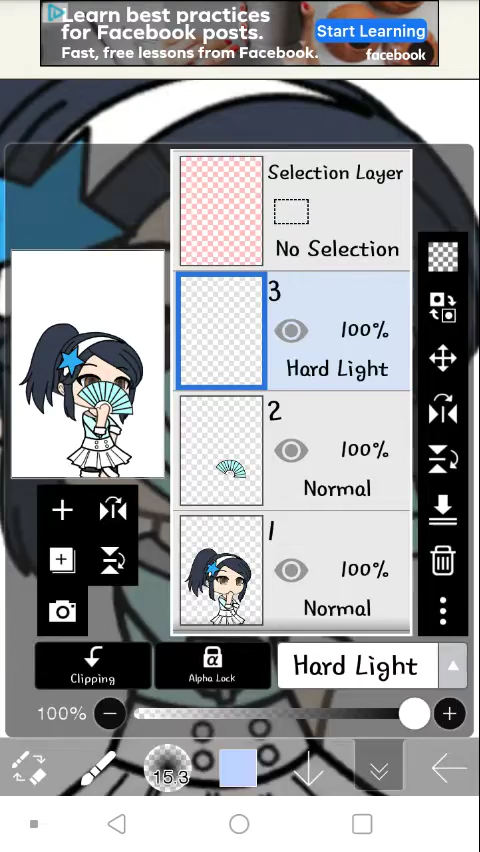 Learn best practices
for Facebook posts.
Fast, free lessons from Facebook.
Start Learning
facebook
Selection Layer
No Selection
3
100%
Hard Light
2
100%
Normal
1
100%
Normal
Clipping
α
Alpha Lock
Hard Light
100%
15.3